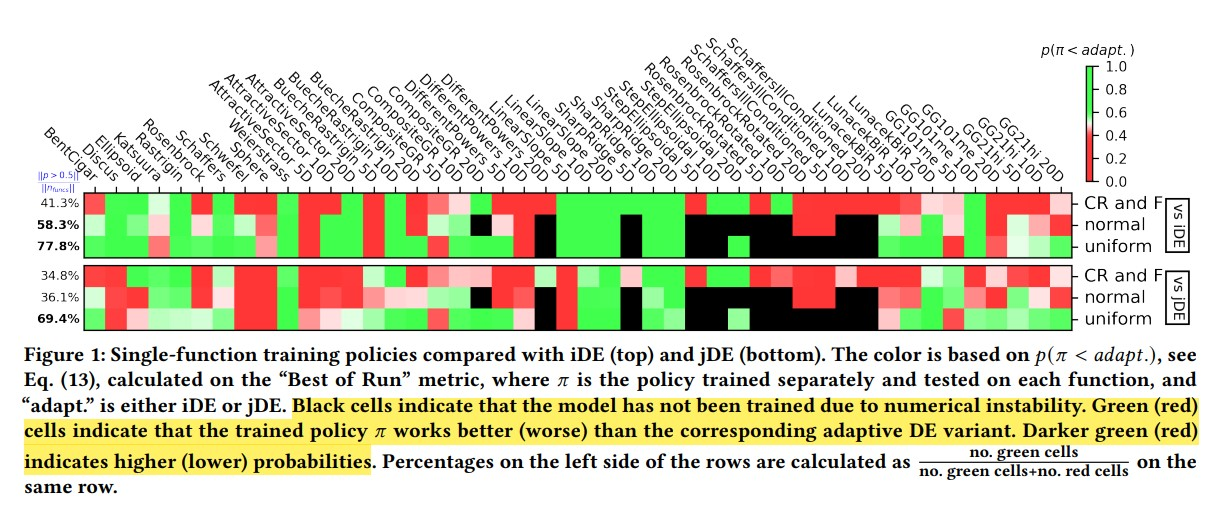 p(π < adapt.)
BentCigar
Discus
Ellipsoid
Katsuura
Rastrigin
Rosenbrock
Schaffers
Schwefel
Sphere
Weierstrass
AttractiveSector 5D
AttractiveSector 10D
AttractiveSector 20D
BuecheRastrigin 5D
BuecheRastrigin 10D
BuecheRastrigin 20D
CompositeGR 5D
CompositeGR 10D
CompositeGR 20D
DifferentPowers 5D
DifferentPowers 10D
DifferentPowers 20D
LinearSlope 5D
LinearSlope 10D
LinearSlope 20D
SharpRidge 5D
SharpRidge 10D
SharpRidge 20D
StepEllipsoidal 5D
StepEllipsoidal 10D
StepEllipsoidal 20D
RosenbrockRotated 5D
RosenbrockRotated 10D
RosenbrockRotated 20D
SchaffersIllConditioned 5D
SchaffersIllConditioned 10D
SchaffersIllConditioned 20D
LunacekBiR 5D
LunacekBiR 10D
LunacekBiR 20D
GG101me 5D
GG101me 10D
GG101me 20D
GG21hi 5D
GG21hi 10D
GG21hi 20D
1.0
0.8
0.6
0.4
0.2
0.0
||p > 0.5||
||n_funcs||
41.3% CR and F
58.3% normal
77.8% uniform
vs iDE
34.8% CR and F
36.1% normal
69.4% uniform
vs jDE
Figure 1: Single-function training policies compared with iDE (top) and jDE (bottom). The color is based on p(π < adapt.), see
Eq. (13), calculated on the “Best of Run” metric, where π is the policy trained separately and tested on each function, and
“adapt.” is either iDE or jDE. Black cells indicate that the model has not been trained due to numerical instability. Green (red)
cells indicate that the trained policy π works better (worse) than the corresponding adaptive DE variant. Darker green (red)
indicates higher (lower) probabilities. Percentages on the left side of the rows are calculated as no. green cells / no. green cells+no. red cells on the
same row.